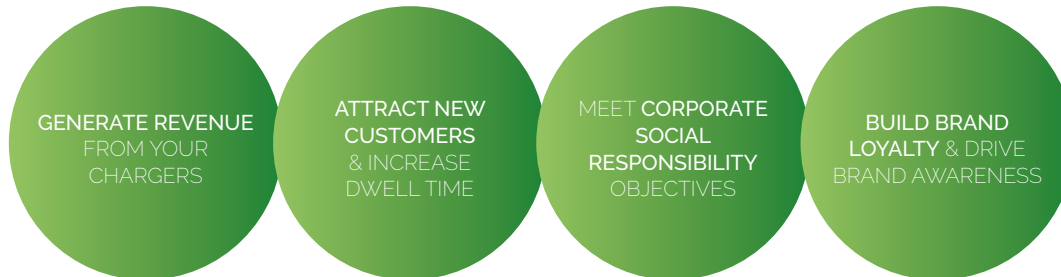 GENERATE REVENUE
FROM YOUR
CHARGERS
ATTRACT NEW
CUSTOMERS
& INCREASE
DWELL TIME
MEET CORPORATE
SOCIAL
RESPONSIBILITY
OBJECTIVES
BUILD BRAND
LOYALTY & DRIVE
BRAND AWARENESS